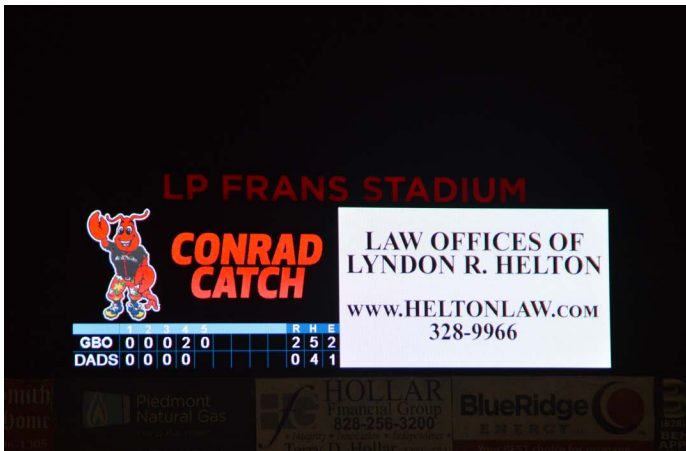 LP FRANS STADIUM
CONRAD
CATCH
LAW OFFICES OF
LYNDON R. HELTON
www.HELTONLAW.com
328-9966
1 2 3 4 5 R H E
GBO 0 0 0 2 0 2 5 2
DADS 0 0 0 0 0 4 1
Piedmont
Natural Gas
HOLLAR
Financial Group
828-256-3200
BlueRidge
ENERGY